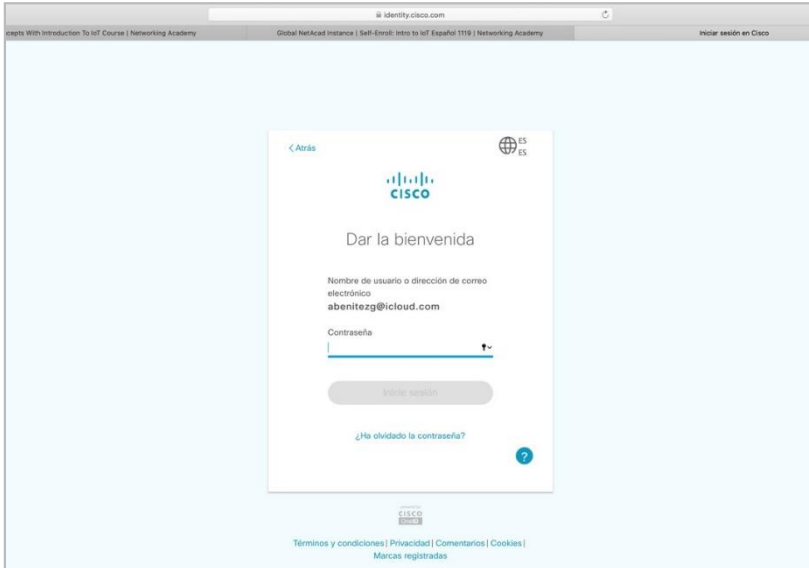 identity.cisco.com
cepts With Introduction To IoT Course | Networking Academy
Global NetAcad Instance | Self-Enroll: Intro to IoT Español 1119 | Networking Academy
Iniciar sesión en Cisco
Atrás
ES
ES
CISCO
Dar la bienvenida
Nombre de usuario o dirección de correo
electrónico
abenitezg@icloud.com
Contraseña
Inicie sesión
¿Ha olvidado la contraseña?
?
CISCO
OneID
Términos y condiciones| Privacidad| Comentarios| Cookies|
Marcas registradas